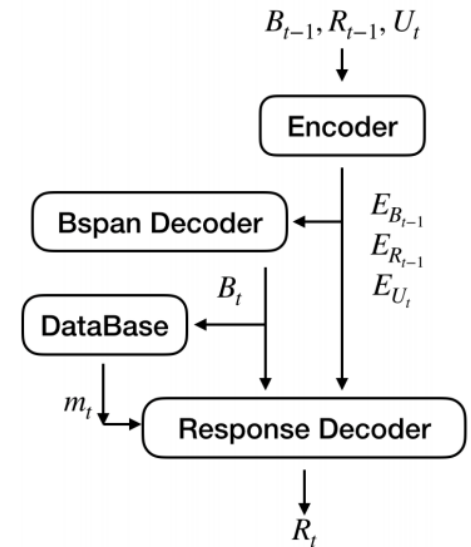 B_{t−1}, R_{t−1}, U_t
Encoder
E_{B_{t−1}}
Bspan Decoder
E_{R_{t−1}}
E_{U_t}
B_t
DataBase
m_t
Response Decoder
R_t